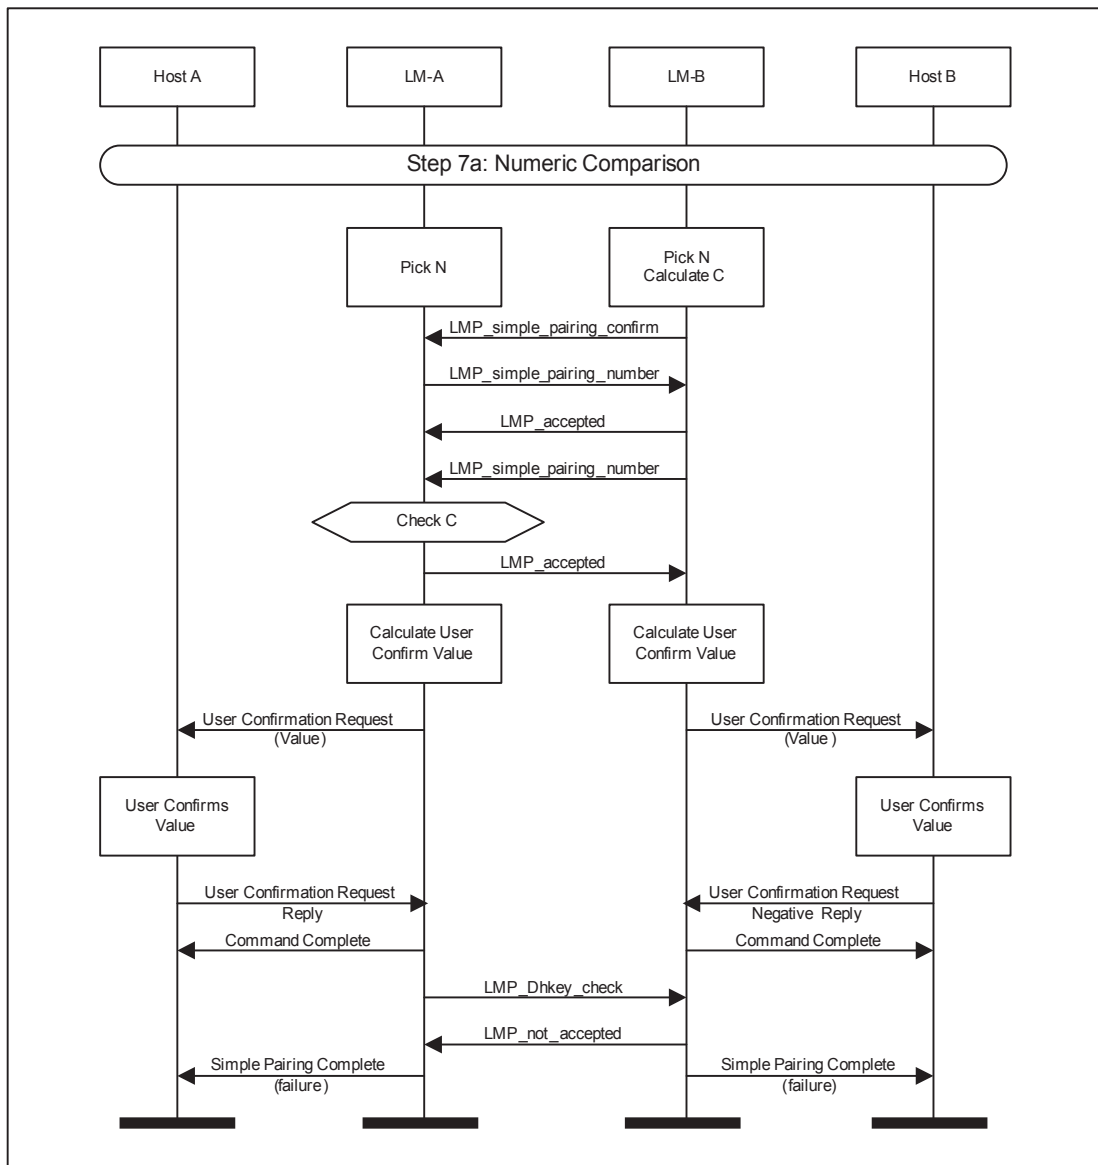 Host A
LM-A
LM-B
Host B
Step 7a: Numeric Comparison
Pick N
Pick N
Calculate C
LMP_simple_pairing_confirm
LMP_simple_pairing_number
LMP_accepted
LMP_simple_pairing_number
Check C
LMP_accepted
Calculate User
Confirm Value
Calculate User
Confirm Value
User Confirmation Request
(Value)
User Confirmation Request
(Value)
User Confirms
Value
User Confirms
Value
User Confirmation Request
Reply
User Confirmation Request
Negative Reply
Command Complete
Command Complete
LMP_Dhkey_check
LMP_not_accepted
Simple Pairing Complete
(failure)
Simple Pairing Complete
(failure)